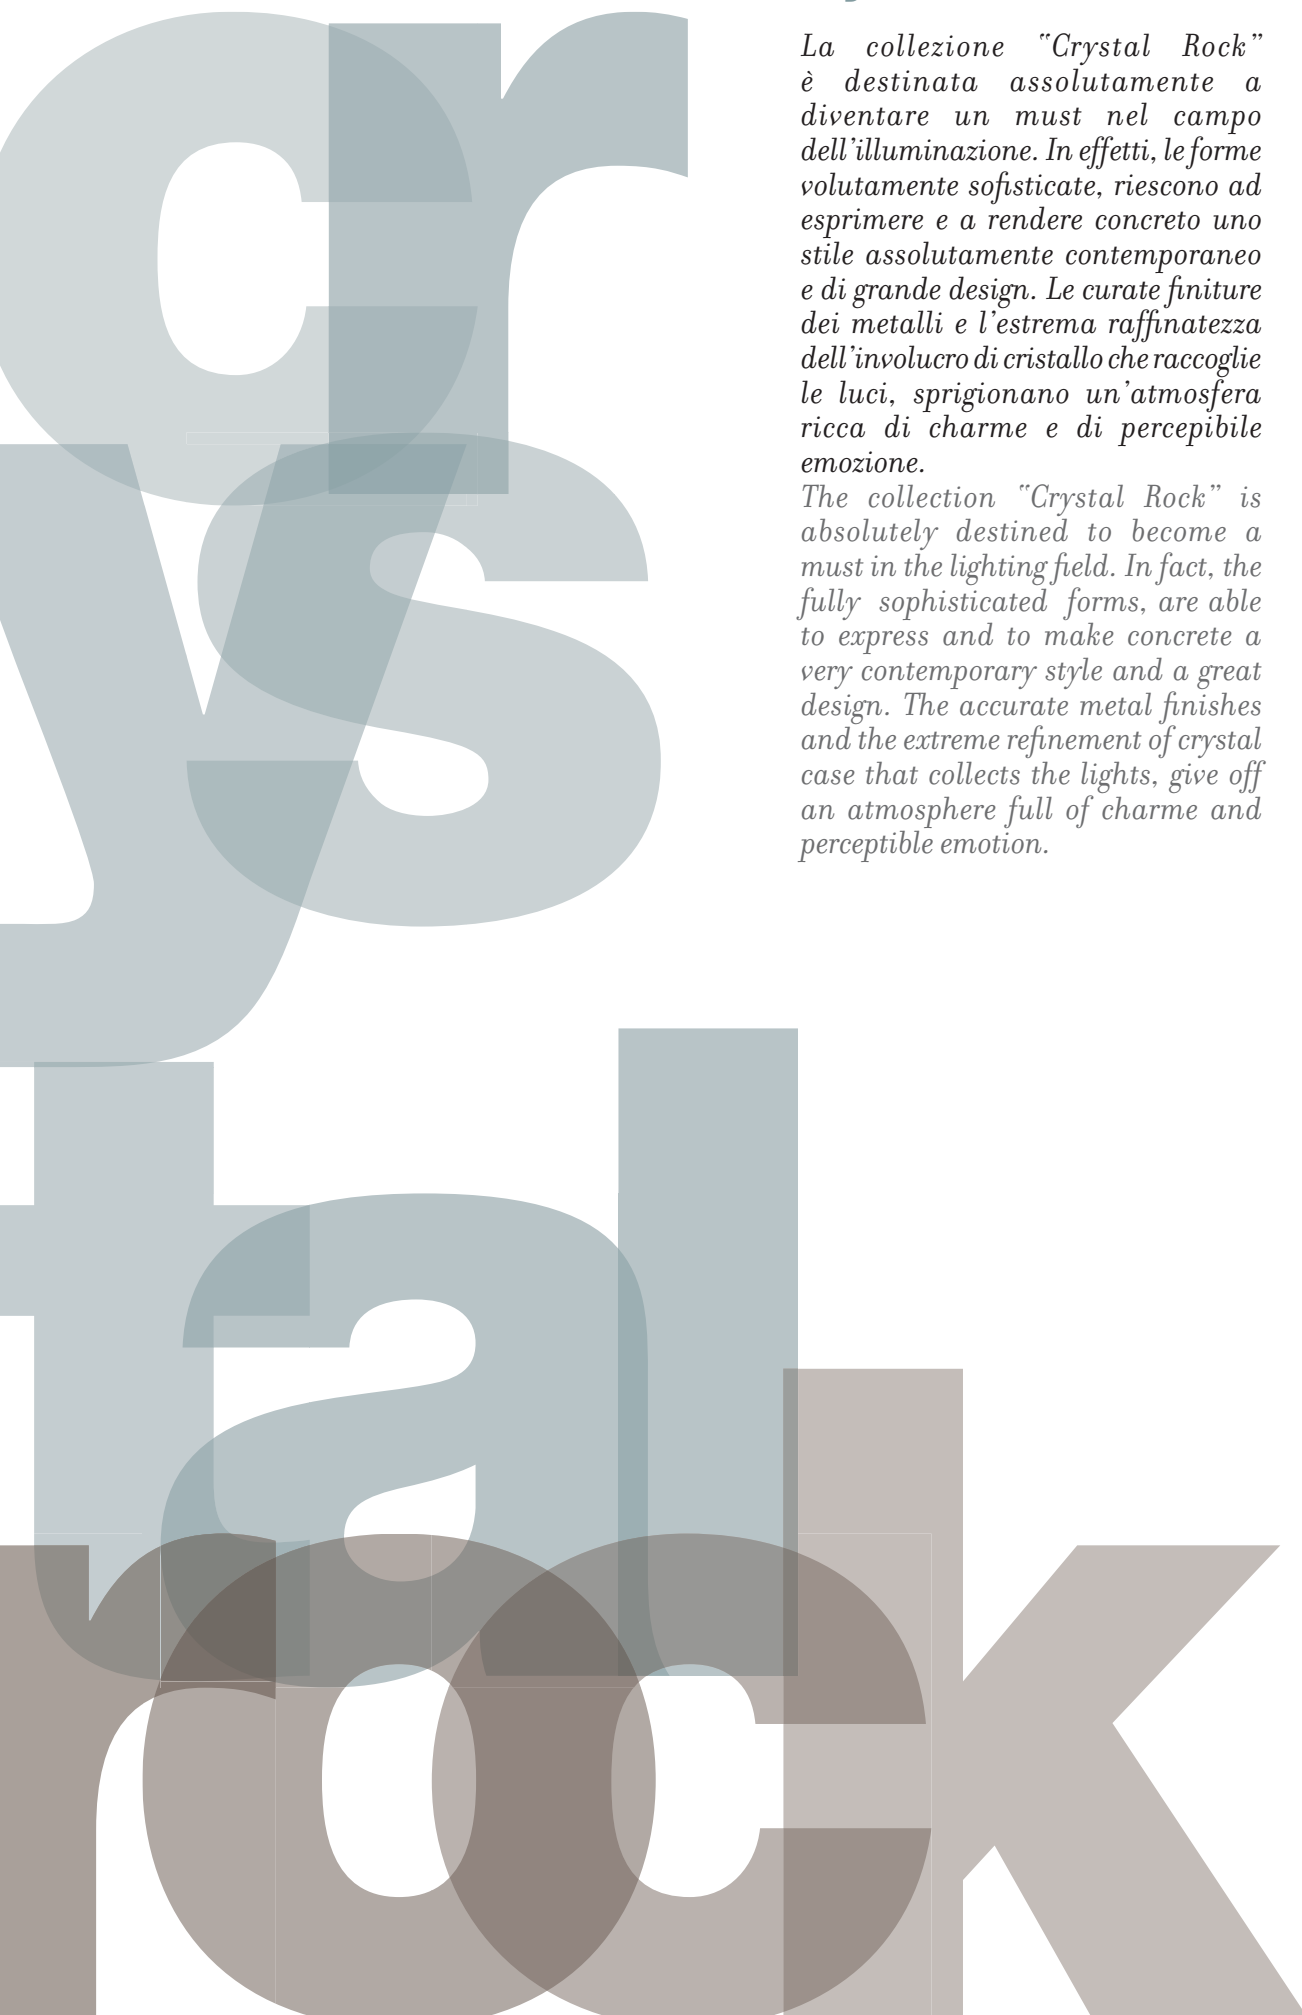 cr
ys
tal
rock
La collezione “Crystal Rock”
è destinata assolutamente a
diventare un must nel campo
dell’illuminazione. In effetti, le forme
volutamente sofisticate, riescono ad
esprimere e a rendere concreto uno
stile assolutamente contemporaneo
e di grande design. Le curate finiture
dei metalli e l’estrema raffinatezza
dell’involucro di cristallo che raccoglie
le luci, sprigionano un’atmosfera
ricca di charme e di percepibile
emozione.
The collection “Crystal Rock” is
absolutely destined to become a
must in the lighting field. In fact, the
fully sophisticated forms, are able
to express and to make concrete a
very contemporary style and a great
design. The accurate metal finishes
and the extreme refinement of crystal
case that collects the lights, give off
an atmosphere full of charme and
perceptible emotion.